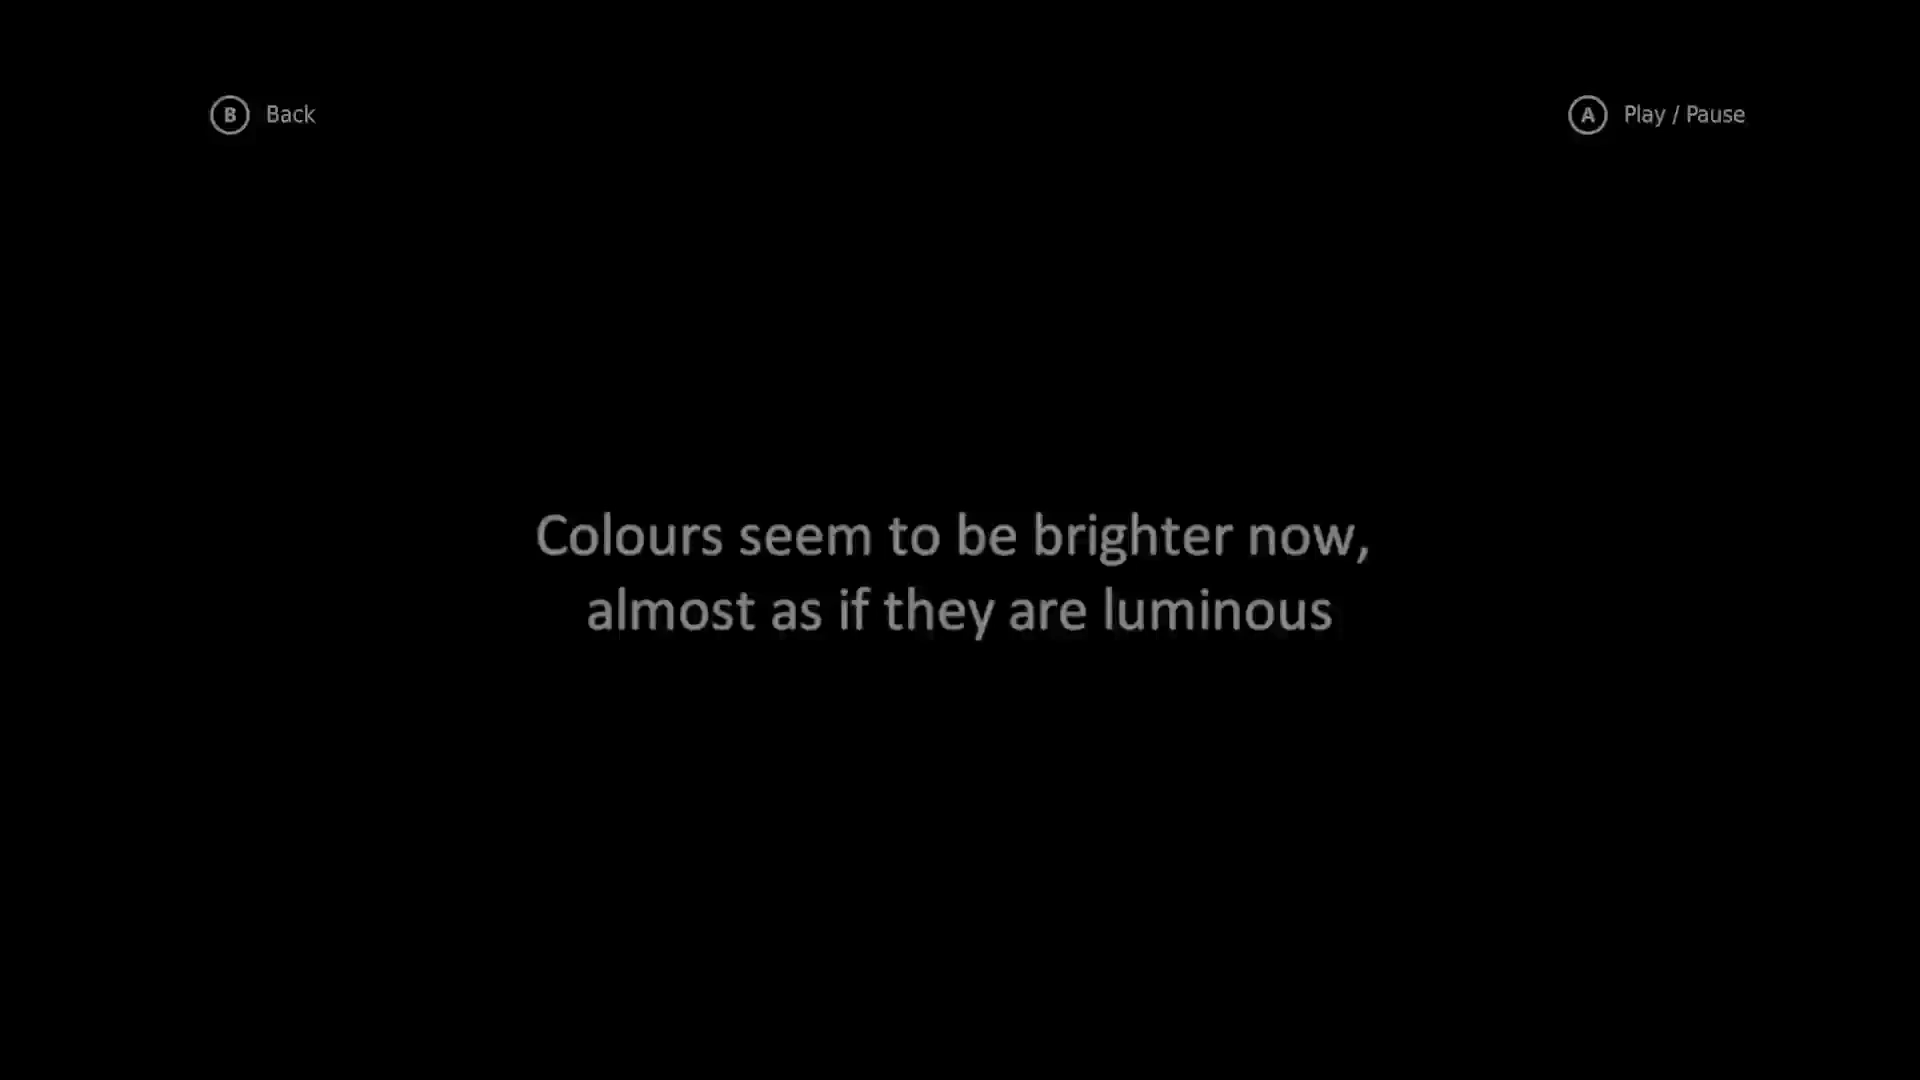 B Back
A Play / Pause
Colours seem to be brighter now,
almost as if they are luminous